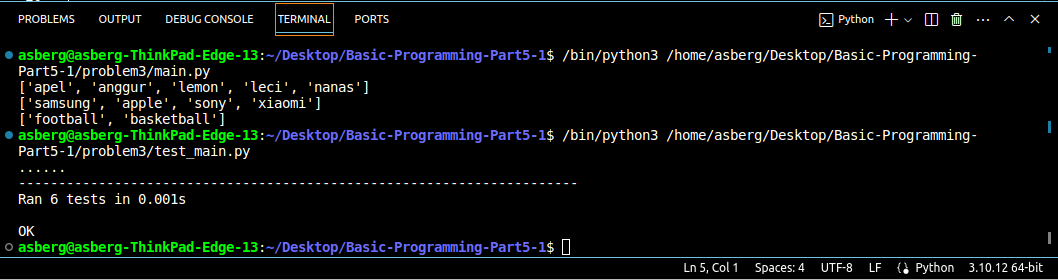 PROBLEMS OUTPUT DEBUG CONSOLE TERMINAL PORTS Python
asberg@asberg-ThinkPad-Edge-13:~/Desktop/Basic-Programming-Part5-1$ /bin/python3 /home/asberg/Desktop/Basic-Programming-
Part5-1/problem3/main.py
['apel', 'anggur', 'lemon', 'leci', 'nanas']
['samsung', 'apple', 'sony', 'xiaomi']
['football', 'basketball']
asberg@asberg-ThinkPad-Edge-13:~/Desktop/Basic-Programming-Part5-1$ /bin/python3 /home/asberg/Desktop/Basic-Programming-
Part5-1/problem3/test_main.py
......
----------------------------------------------------------------------
Ran 6 tests in 0.001s
OK
asberg@asberg-ThinkPad-Edge-13:~/Desktop/Basic-Programming-Part5-1$
Ln 5, Col 1 Spaces: 4 UTF-8 LF Python 3.10.12 64-bit